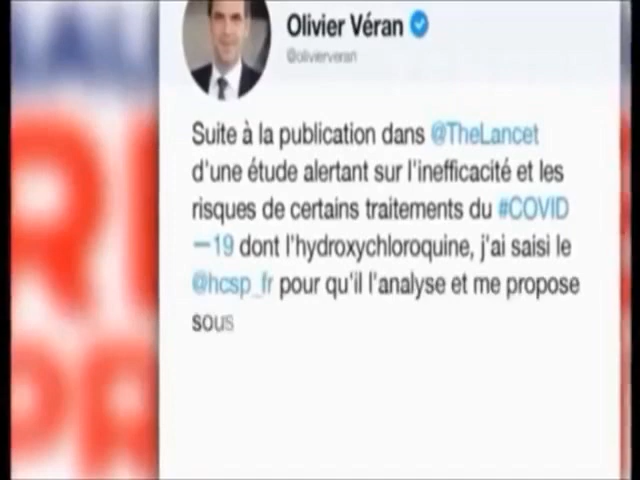 Olivier Véran
@olivierveran
Suite à la publication dans @TheLancet
d'une étude alertant sur l'inefficacité et les
risques de certains traitements du #COVID
—19 dont l'hydroxychloroquine, j'ai saisi le
@hcsp_fr pour qu'il l'analyse et me propose
sous